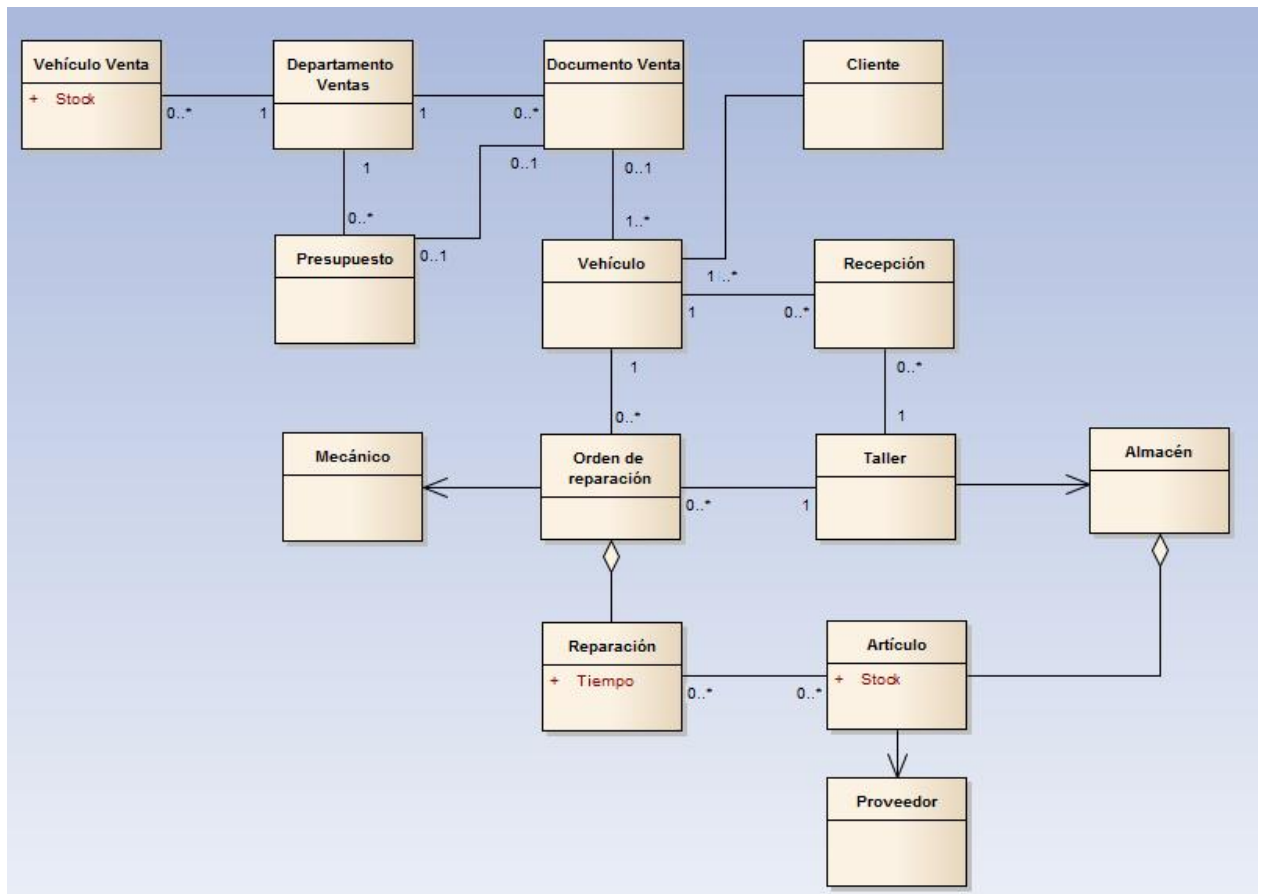 Vehículo Venta
+ Stock
Departamento
Ventas
Documento Venta
Cliente
0..*
1
1
0..*
1
0..1
0..1
0..*
1..*
Presupuesto
0..1
Vehículo
Recepción
1 ..*
1
0..*
1
0..*
0..*
1
Mecánico
Orden de
reparación
Taller
Almacén
0..*
1
Reparación
+ Tiempo
Artículo
+ Stock
0..*
0..*
Proveedor